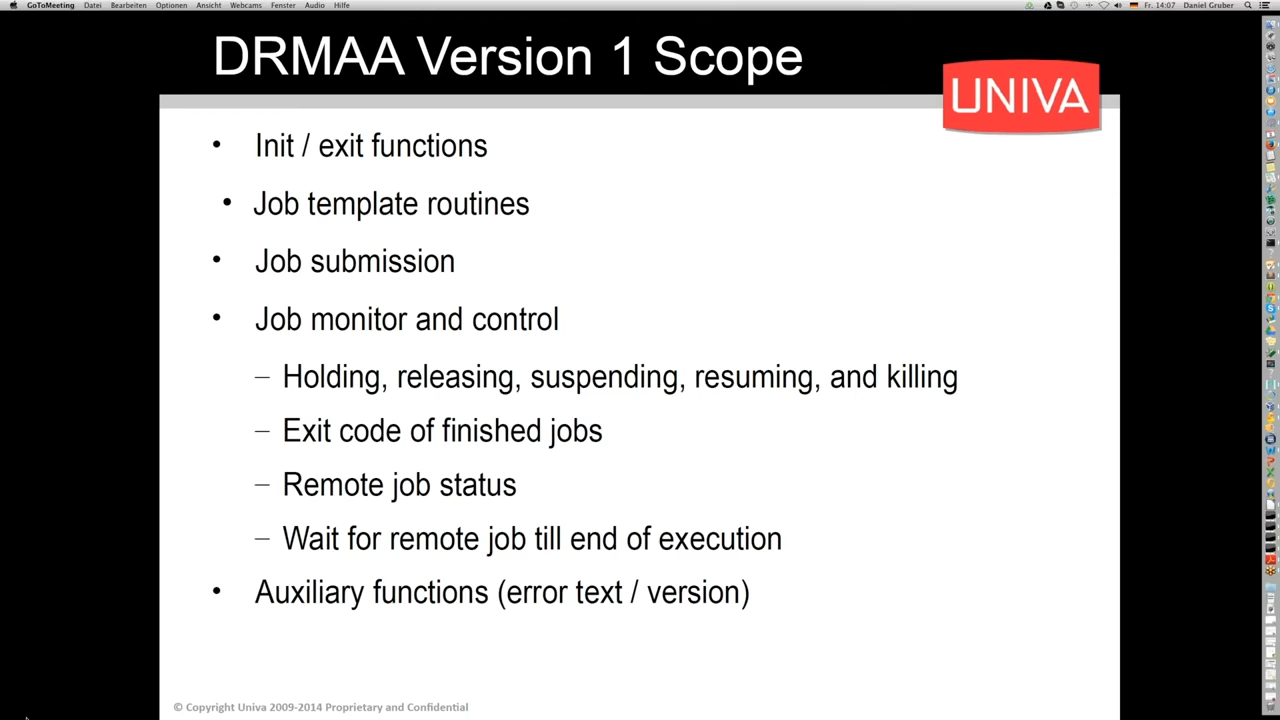 GoToMeeting Datei Bearbeiten Optionen Ansicht Webcams Fenster Audio Hilfe Fr. 14:07 Daniel Gruber
DRMAA Version 1 Scope
UNIVA
• Init / exit functions
• Job template routines
• Job submission
• Job monitor and control
– Holding, releasing, suspending, resuming, and killing
– Exit code of finished jobs
– Remote job status
– Wait for remote job till end of execution
• Auxiliary functions (error text / version)
© Copyright Univa 2009-2014 Proprietary and Confidential